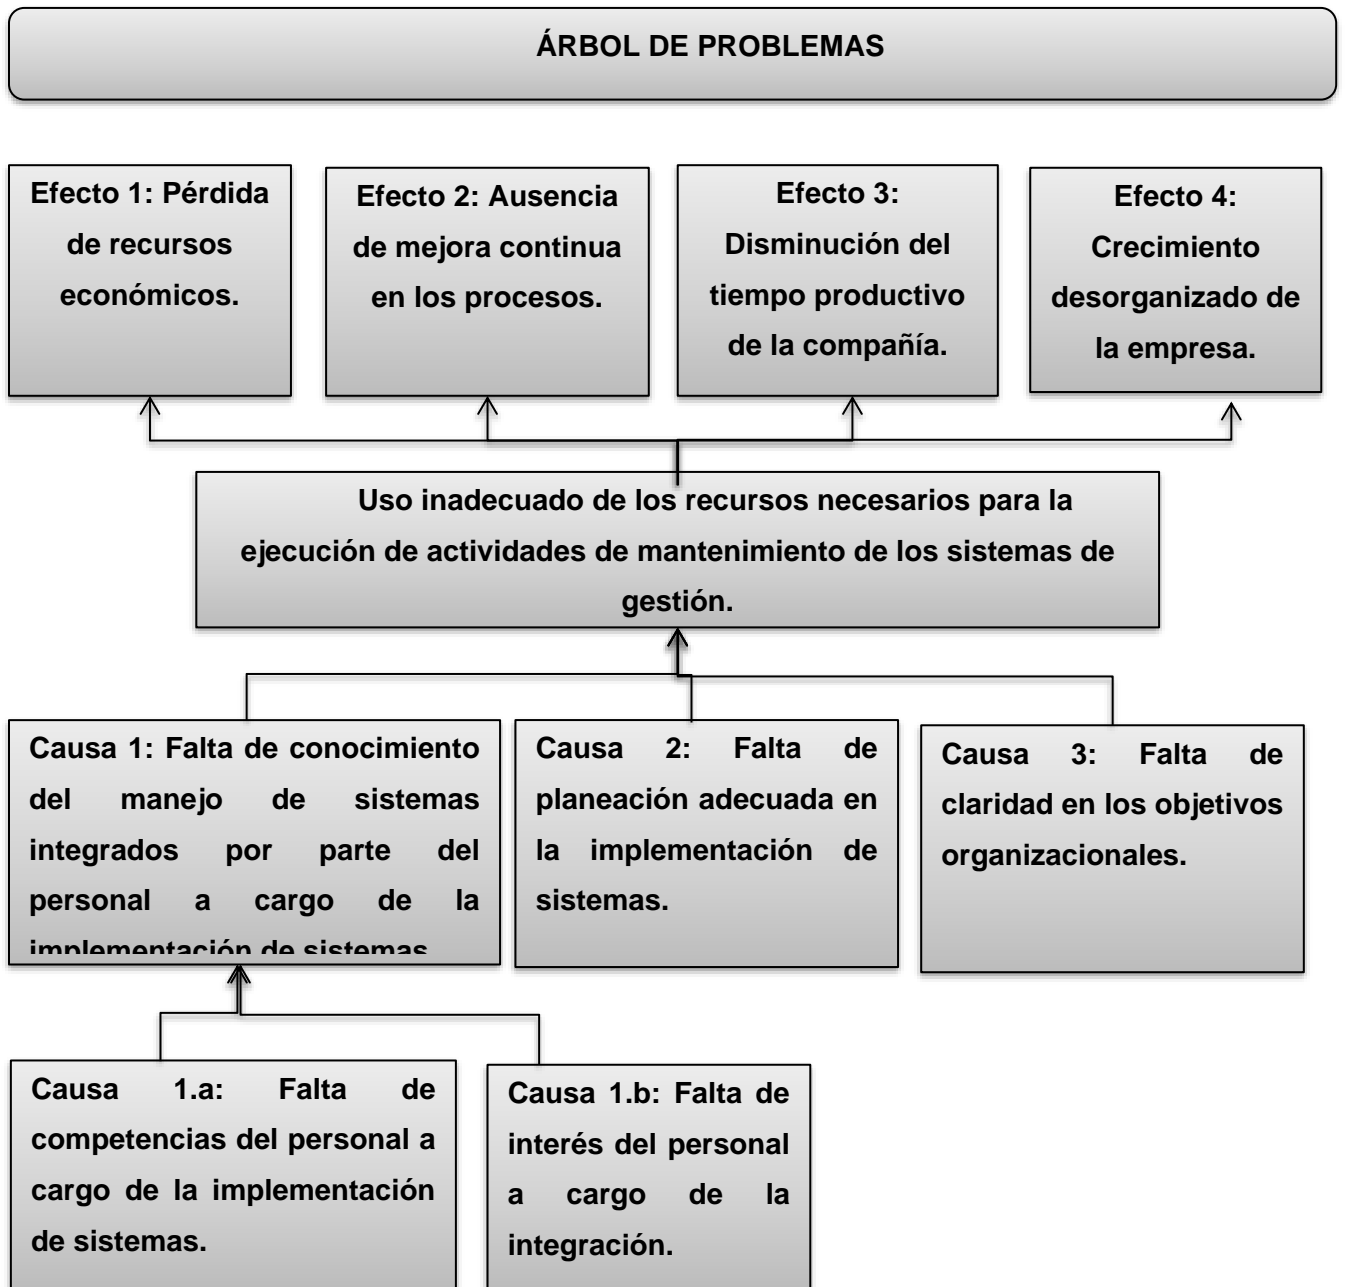 ÁRBOL DE PROBLEMAS
Efecto 1: Pérdida
de recursos
económicos.
Efecto 2: Ausencia
de mejora continua
en los procesos.
Efecto 3:
Disminución del
tiempo productivo
de la compañía.
Efecto 4:
Crecimiento
desorganizado de
la empresa.
Uso inadecuado de los recursos necesarios para la
ejecución de actividades de mantenimiento de los sistemas de
gestión.
Causa 1: Falta de conocimiento
del manejo de sistemas
integrados por parte del
personal a cargo de la
implementación de sistemas
Causa 2: Falta de
planeación adecuada en
la implementación de
sistemas.
Causa 3: Falta de
claridad en los objetivos
organizacionales.
Causa 1.a: Falta de
competencias del personal a
cargo de la implementación
de sistemas.
Causa 1.b: Falta de
interés del personal
a cargo de la
integración.